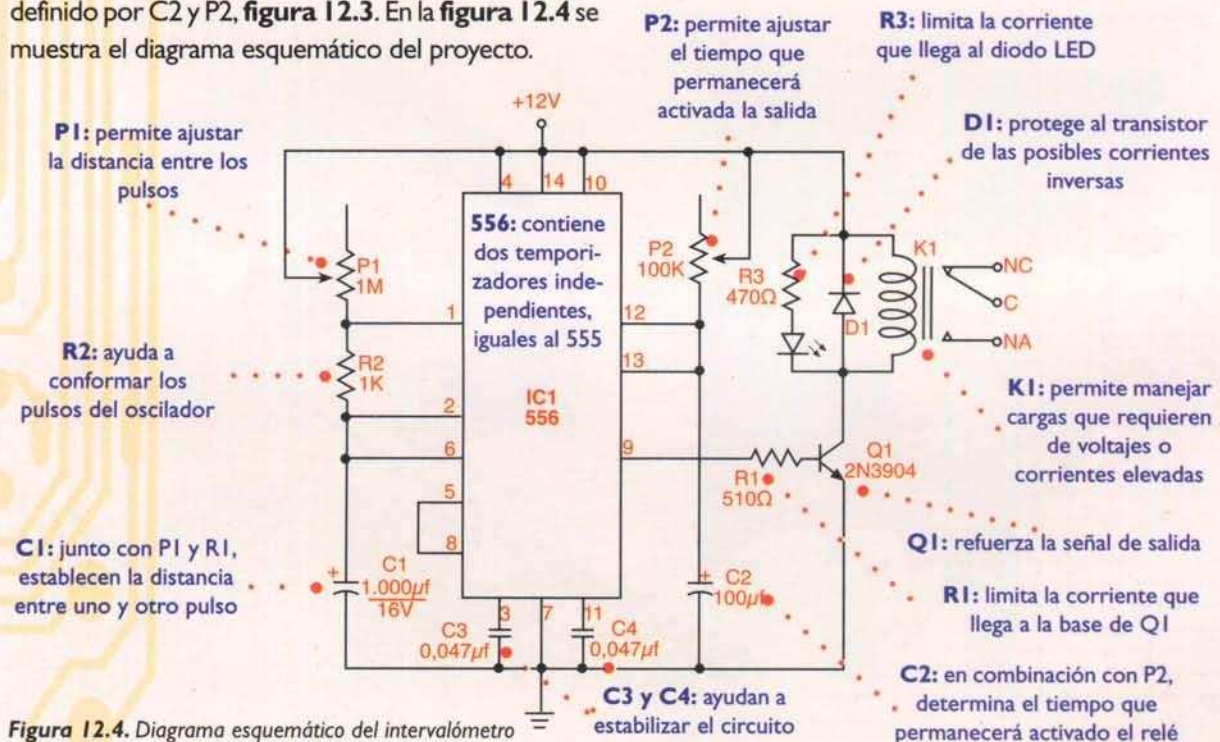 definido por C2 y P2, figura 12.3. En la figura 12.4 se
muestra el diagrama esquemático del proyecto.
P1: permite ajustar
la distancia entre los
pulsos
R2: ayuda a
conformar los
pulsos del oscilador
C1: junto con P1 y R1,
establecen la distancia
entre uno y otro pulso
P2: permite ajustar
el tiempo que
permanecerá
activada la salida
R3: limita la corriente
que llega al diodo LED
D1: protege al transistor
de las posibles corrientes
inversas
+12V
4
14
10
556: contiene
dos tempori-
zadores inde-
pendientes,
iguales al 555
IC1
556
P1
1M
1
R2
1K
2
6
5
8
C1
1.000µf
16V
+
3
7
11
C3
0,047µf
C4
0,047µf
12
13
9
P2
100K
R3
470Ω
D1
K1
NC
C
NA
R1
510Ω
Q1
2N3904
+
C2
100µf
K1: permite manejar
cargas que requieren
de voltajes o
corrientes elevadas
Q1: refuerza la señal de salida
R1: limita la corriente que
llega a la base de Q1
C2: en combinación con P2,
determina el tiempo que
permanecerá activado el relé
C3 y C4: ayudan a
estabilizar el circuito
Figura 12.4. Diagrama esquemático del intervalómetro